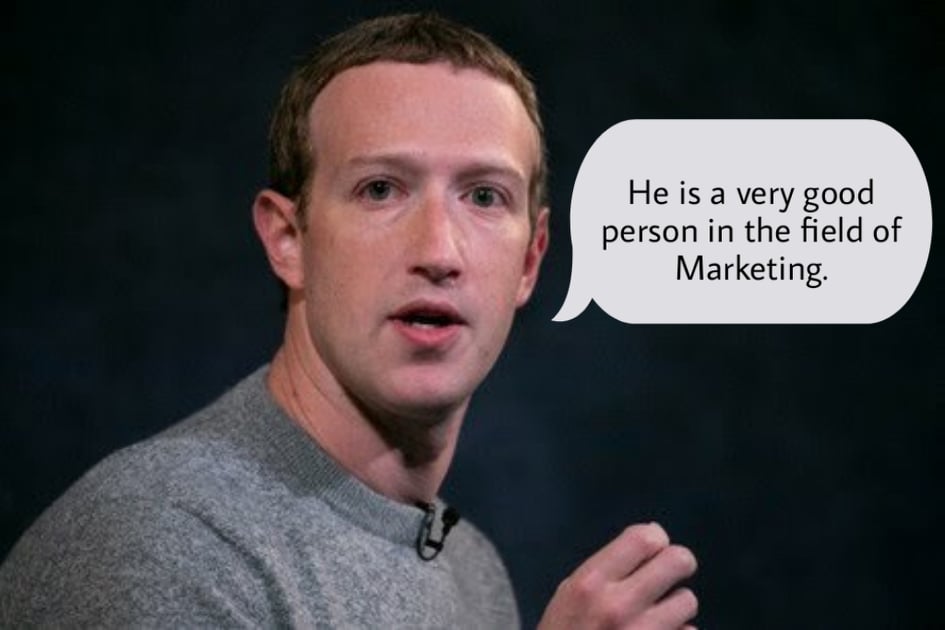 He is a very good
person in the field of
Marketing.